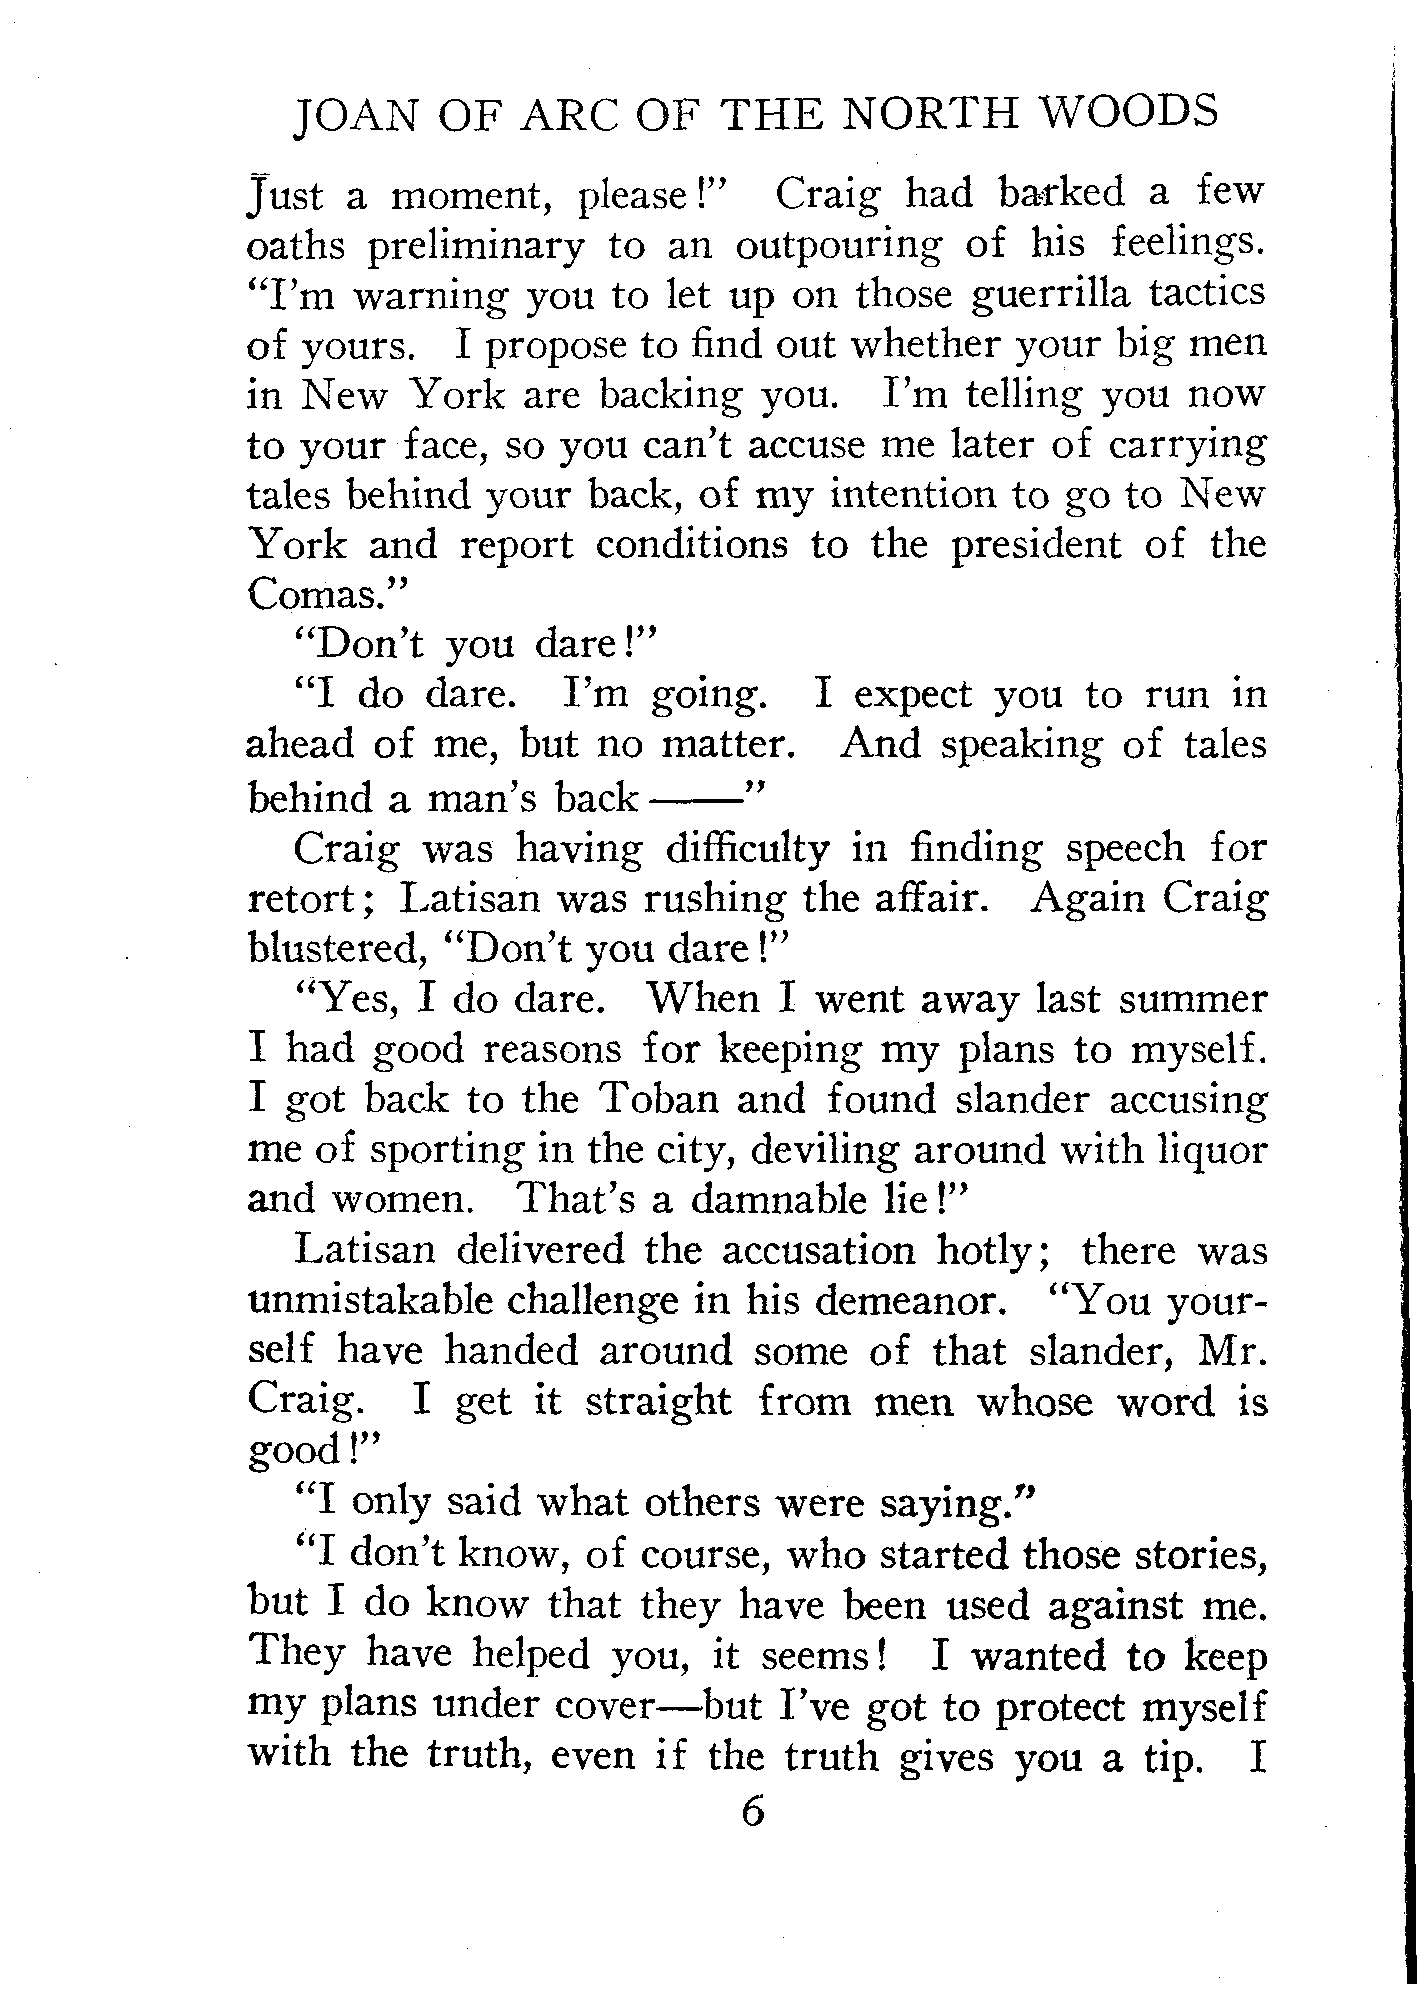 JOAN OF ARC OF THE NORTH WOODS
Just a moment, please!" Craig had barked a few
oaths preliminary to an outpouring of his feelings.
"I'm warning you to let up on those guerrilla tactics
of yours. I propose to find out whether your big men
in New York are backing you. I'm telling you now
to your face, so you can't accuse me later of carrying
tales behind your back, of my intention to go to New
York and report conditions to the president of the
Comas."
"Don't you dare!"
"I do dare. I'm going. I expect you to run in
ahead of me, but no matter. And speaking of tales
behind a man's back——"
Craig was having difficulty in finding speech for
retort; Latisan was rushing the affair. Again Craig
blustered, "Don't you dare!"
"Yes, I do dare. When I went away last summer
I had good reasons for keeping my plans to myself.
I got back to the Toban and found slander accusing
me of sporting in the city, deviling around with liquor
and women. That's a damnable lie!"
Latisan delivered the accusation hotly; there was
unmistakable challenge in his demeanor. "You your-
self have handed around some of that slander, Mr.
Craig. I get it straight from men whose word is
good!"
"I only said what others were saying."
"I don't know, of course, who started those stories,
but I do know that they have been used against me.
They have helped you, it seems! I wanted to keep
my plans under cover—but I've got to protect myself
with the truth, even if the truth gives you a tip. I
6